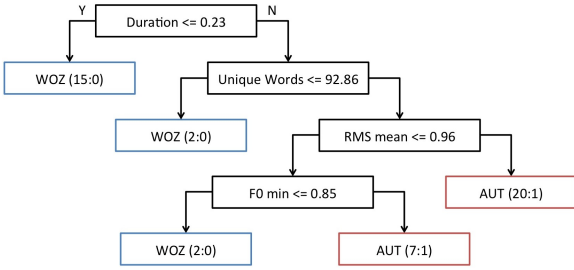 Y
Duration <= 0.23
N
WOZ (15:0)
Unique Words <= 92.86
WOZ (2:0)
RMS mean <= 0.96
F0 min <= 0.85
AUT (20:1)
WOZ (2:0)
AUT (7:1)